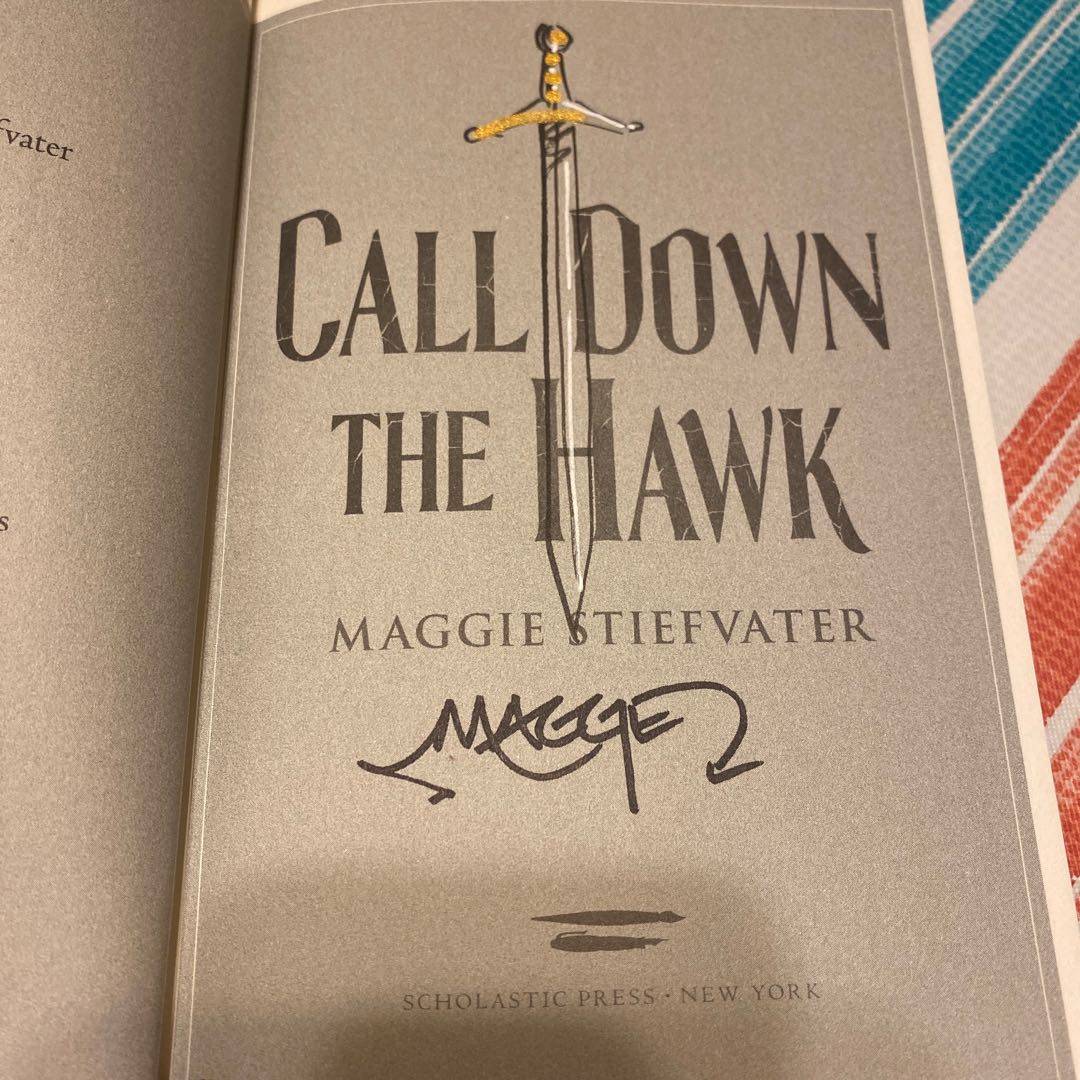 fvater
s
CALL DOWN
THE HAWK
MAGGIE STIEFVATER
MAGGIE
SCHOLASTIC PRESS · NEW YORK